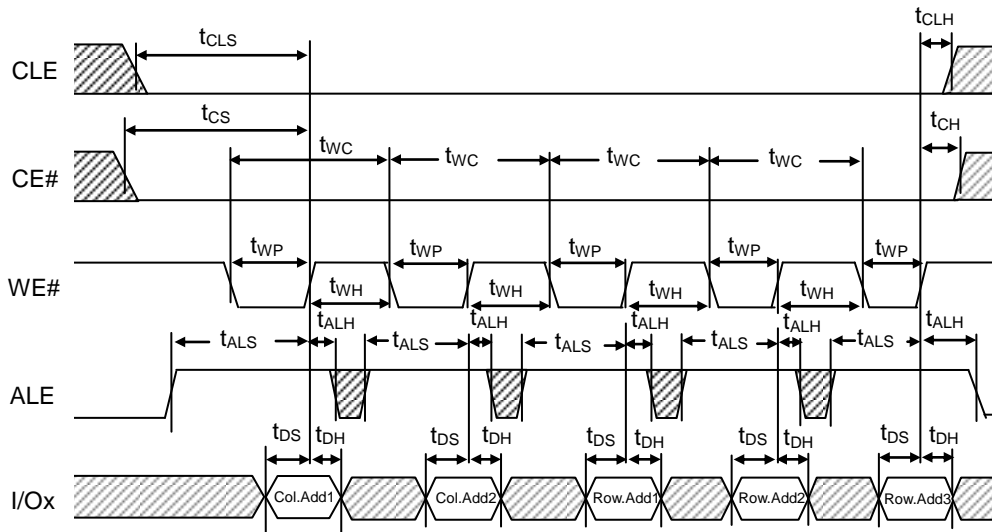 tCLS tCLH
CLE
tCS tCH
tWC tWC tWC tWC
CE#
tWP tWP tWP tWP tWP
WE#
tWH tWH tWH tWH
tALS tALH tALS tALH tALS tALH tALS tALH tALS tALH
ALE
tDS tDH tDS tDH tDS tDH tDS tDH tDS tDH
I/Ox Col.Add1 Col.Add2 Row.Add1 Row.Add2 Row.Add3